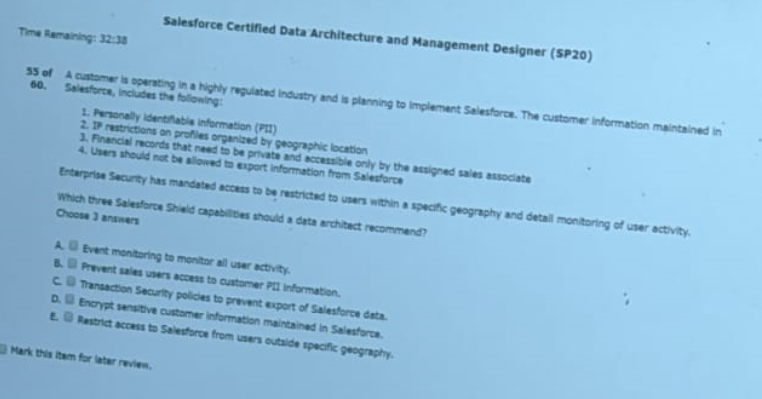 Salesforce Certified Data Architecture and Management Designer (SP20)
Time Remaining: 32:38
55 of 60. A customer is operating in a highly regulated industry and is planning to implement Salesforce. The customer information maintained in
Salesforce, includes the following:
1. Personally identifiable information (PII)
2. IP restrictions on profiles organized by geographic location
3. Financial records that need to be private and accessible only by the assigned sales associate
4. Users should not be allowed to export information from Salesforce
Enterprise Security has mandated access to be restricted to users within a specific geography and detail monitoring of user activity.
Which three Salesforce Shield capabilities should a data architect recommend?
Choose 3 answers
A. Event monitoring to monitor all user activity.
B. Prevent sales users access to customer PII information.
C. Transaction Security policies to prevent export of Salesforce data.
D. Encrypt sensitive customer information maintained in Salesforce.
E. Restrict access to Salesforce from users outside specific geography.
Mark this item for later review.